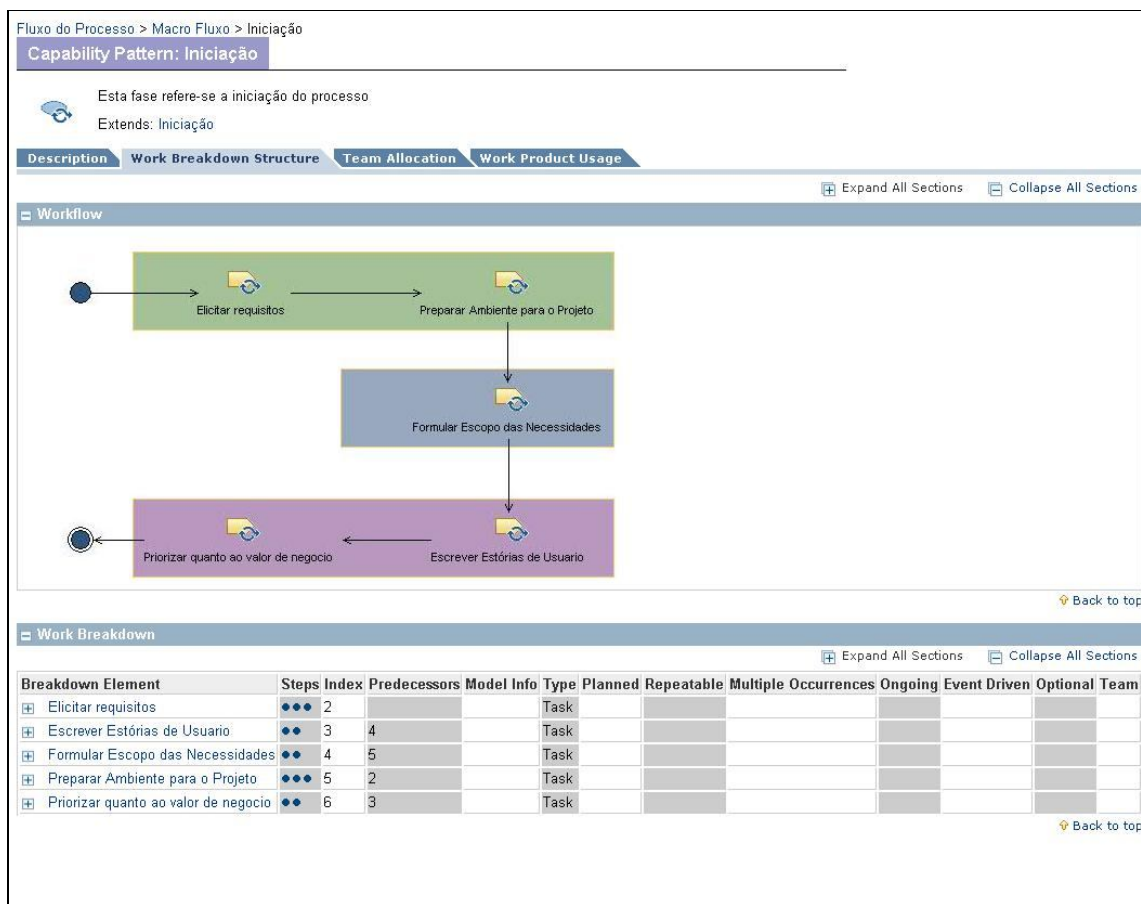 Fluxo do Processo > Macro Fluxo > Iniciação
Capability Pattern: Iniciação
Esta fase refere-se a iniciação do processo
Extends: Iniciação
Description Work Breakdown Structure Team Allocation Work Product Usage
Expand All Sections Collapse All Sections
Workflow
Elicitar requisitos Preparar Ambiente para o Projeto
Formular Escopo das Necessidades
Priorizar quanto ao valor de negocio Escrever Estórias de Usuario
Back to top
Work Breakdown
Expand All Sections Collapse All Sections
Breakdown Element Steps Index Predecessors Model Info Type Planned Repeatable Multiple Occurrences Ongoing Event Driven Optional Team
Elicitar requisitos 2 Task
Escrever Estórias de Usuario 3 4 Task
Formular Escopo das Necessidades 4 5 Task
Preparar Ambiente para o Projeto 5 2 Task
Priorizar quanto ao valor de negocio 6 3 Task
Back to top